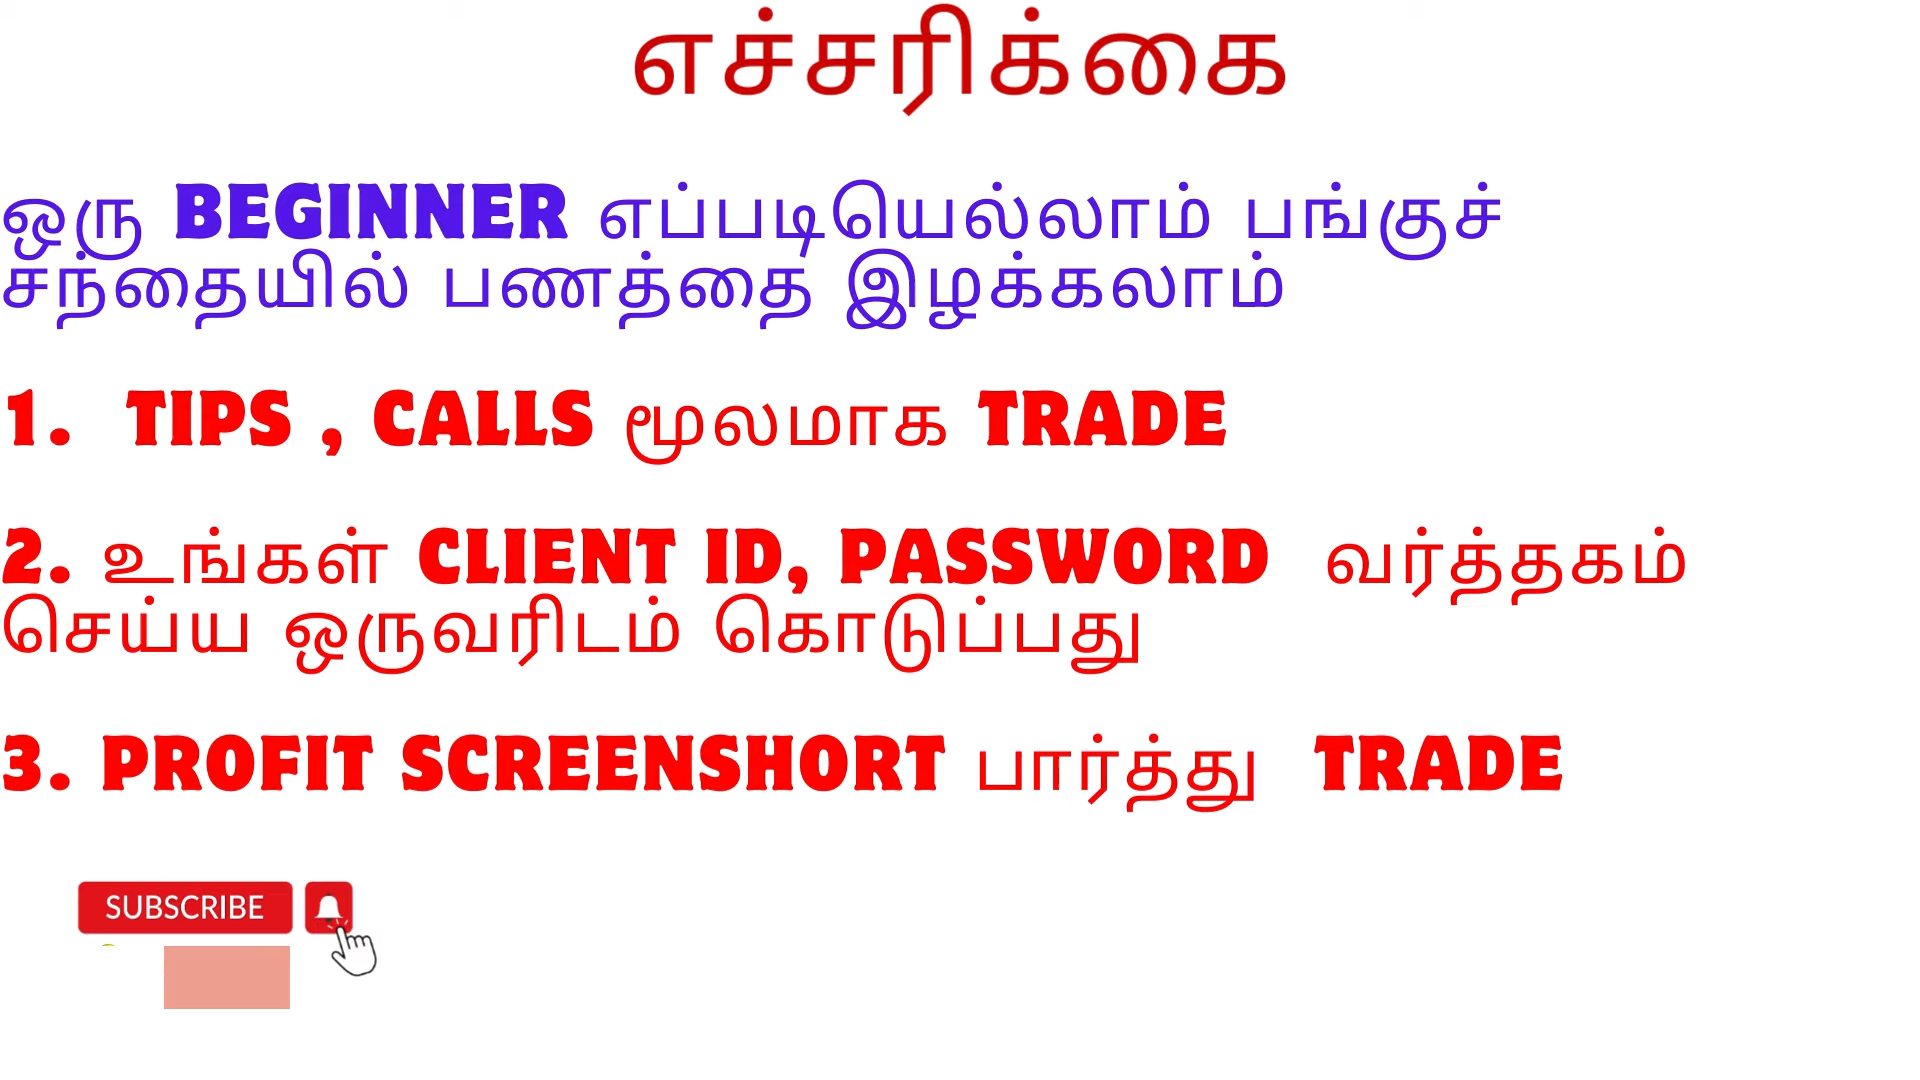 எச்சரிக்கை
ஒரு BEGINNER எப்படியெல்லாம் பங்குச்
சந்தையில் பணத்தை இழக்கலாம்
1. TIPS , CALLS மூலமாக TRADE
2. உங்கள் CLIENT ID, PASSWORD வர்த்தகம்
செய்ய ஒருவரிடம் கொடுப்பது
3. PROFIT SCREENSHORT பார்த்து TRADE
SUBSCRIBE